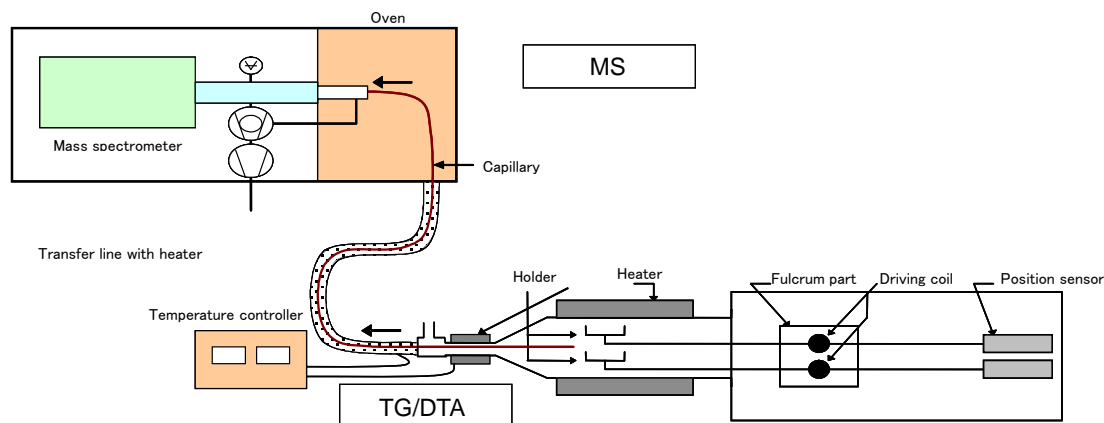 Oven
MS
Mass spectrometer
Capillary
Transfer line with heater
Holder
Heater
Fulcrum part
Driving coil
Position sensor
Temperature controller
TG/DTA